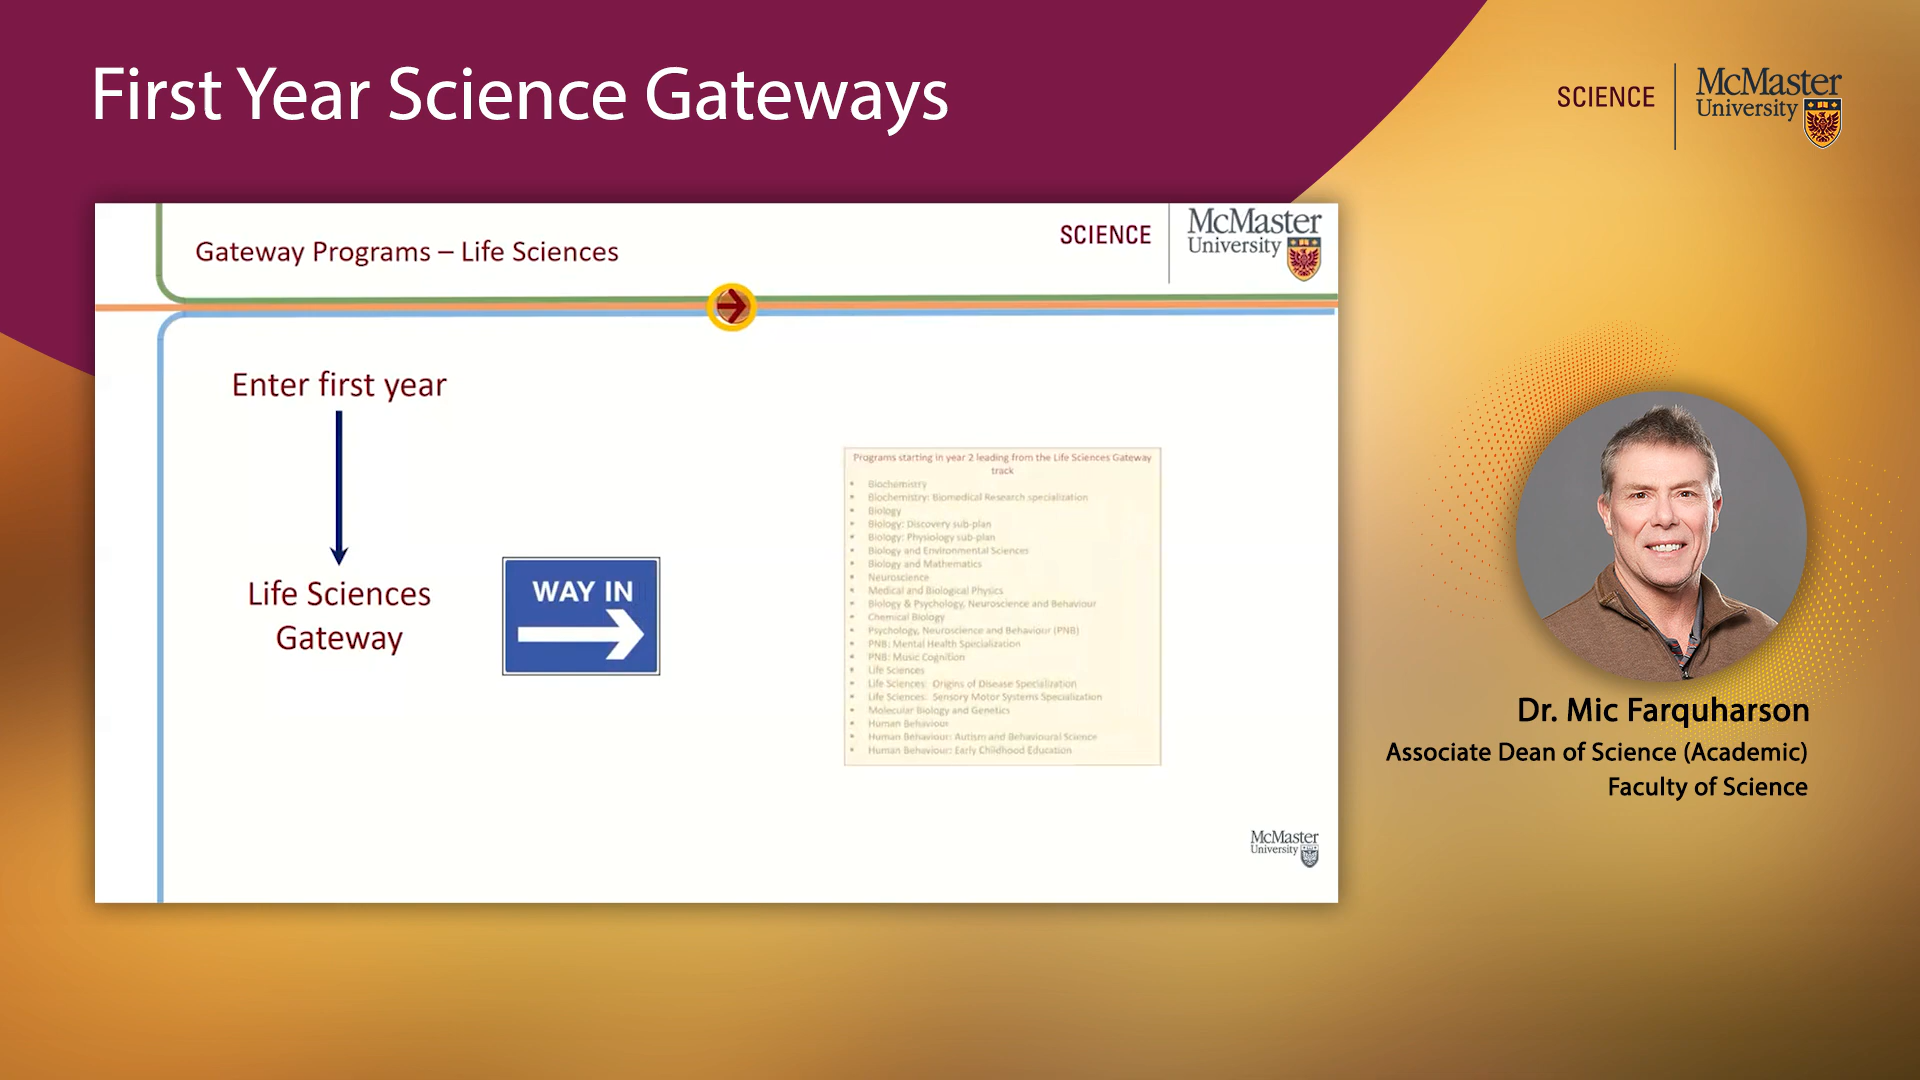 First Year Science Gateways
SCIENCE
McMaster
University
Gateway Programs – Life Sciences
SCIENCE
McMaster
University
Enter first year
Life Sciences
Gateway
WAY IN
Programs starting in year 2 leading from the Life Sciences Gateway
track
• Biochemistry
• Biochemistry: Biomedical Research specialization
• Biology
• Biology: Discovery sub-plan
• Biology: Physiology sub-plan
• Biology and Environmental Sciences
• Biology and Mathematics
• Neuroscience
• Medical and Biological Physics
• Biology & Psychology, Neuroscience and Behaviour
• Chemical Biology
• Psychology, Neuroscience and Behaviour (PNB)
• PNB: Mental Health Specialization
• PNB: Music Cognition
• Life Sciences
• Life Sciences: Origins of Disease Specialization
• Life Sciences: Sensory Motor Systems Specialization
• Molecular Biology and Genetics
• Human Behaviour
• Human Behaviour: Autism and Behavioural Science
• Human Behaviour: Early Childhood Education
McMaster
University
Dr. Mic Farquharson
Associate Dean of Science (Academic)
Faculty of Science